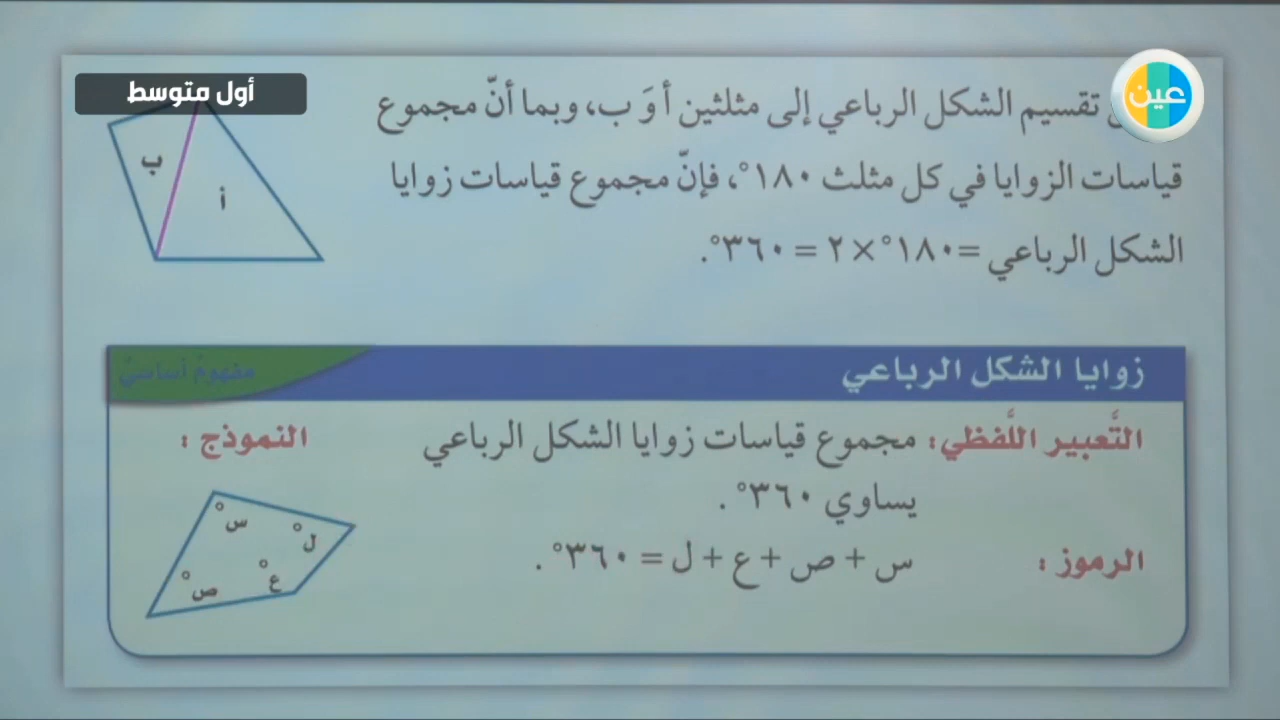 أول متوسط
عين
تقسيم الشكل الرباعي إلى مثلثين أ وَ ب، وبما أنّ مجموع
قياسات الزوايا في كل مثلث ١٨٠°، فإنّ مجموع قياسات زوايا
الشكل الرباعي = ١٨٠° × ٢ = ٣٦٠°.
ب
أ
زوايا الشكل الرباعي
مفهوم أساسي
التَّعبير اللَّفظي: مجموع قياسات زوايا الشكل الرباعي
يساوي ٣٦٠°.
الرموز: س + ص + ع + ل = ٣٦٠°.
النموذج:
س°
ل°
ع°
ص°